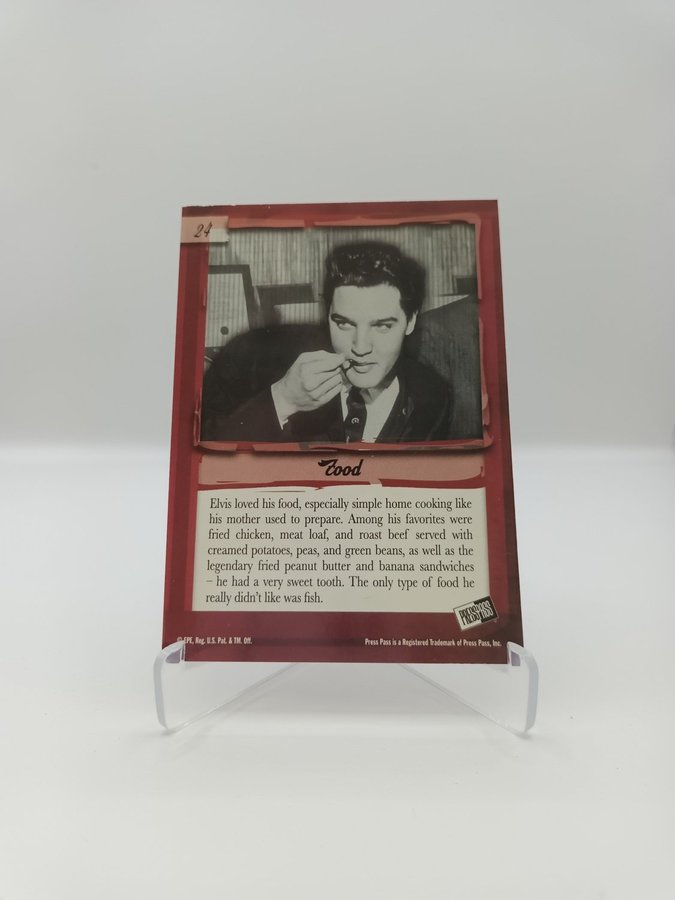 24
Food
Elvis loved his food, especially simple home cooking like
his mother used to prepare. Among his favorites were
fried chicken, meat loaf, and roast beef served with
creamed potatoes, peas, and green beans, as well as the
legendary fried peanut butter and banana sandwiches
– he had a very sweet tooth. The only type of food he
really didn't like was fish.
PRESS PASS
© EPE, Reg. U.S. Pat. & TM. Off.
Press Pass is a Registered Trademark of Press Pass, Inc.